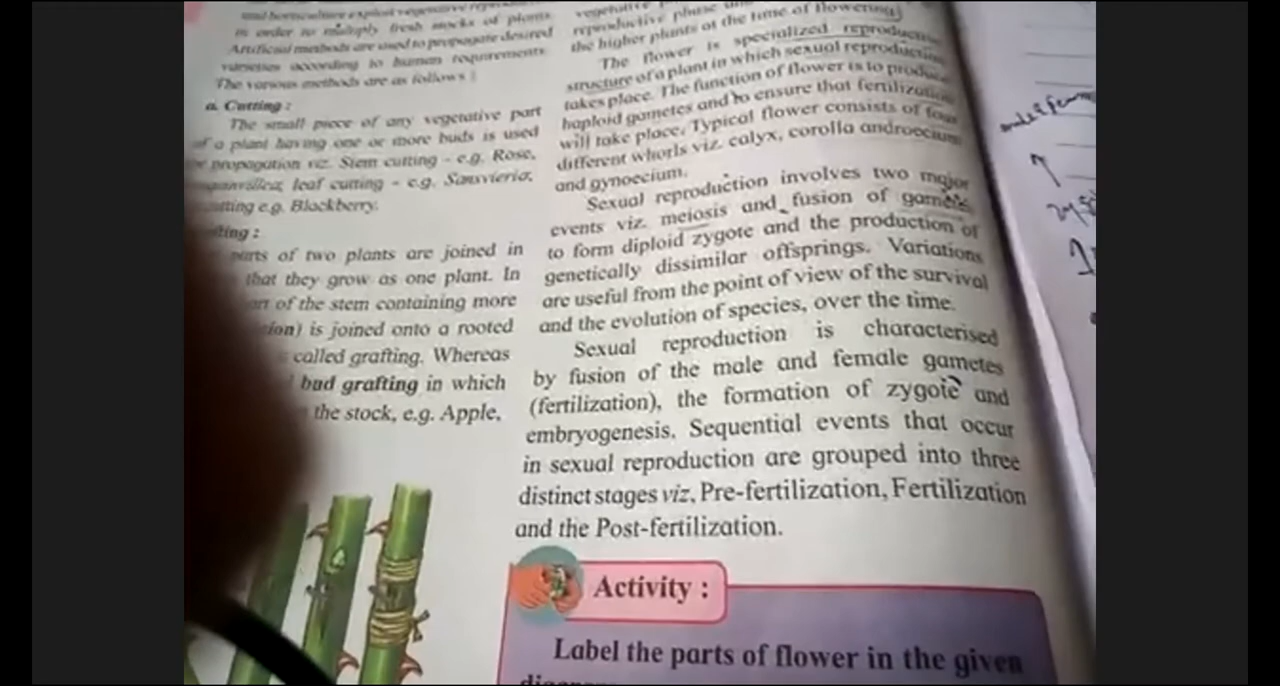 in order to multiply fresh stocks of plants
Artificial methods are used to propagate desired
varieties according to human requirements.
The various methods are as follows :
a. Cutting :
The small piece of any vegetative part
of a plant having one or more buds is used
propagation viz. Stem cutting - e.g. Rose,
leaf cutting - e.g. Sansvieria,
cutting e.g. Blackberry.
parts of two plants are joined in
that they grow as one plant. In
of the stem containing more
is joined onto a rooted
called grafting. Whereas
bud grafting in which
the stock, e.g. Apple,
vegetative
reproductive phase
the higher plants at the time of flowering.
The flower is specialized reproductive
structure of a plant in which sexual reproduction
takes place. The function of flower is to produce
haploid gametes and to ensure that fertilization
will take place. Typical flower consists of four
different whorls viz. calyx, corolla androecium
and gynoecium.
Sexual reproduction involves two major
events viz. meiosis and fusion of gametes
to form diploid zygote and the production of
genetically dissimilar offsprings. Variations
are useful from the point of view of the survival
and the evolution of species, over the time.
Sexual reproduction is characterised
by fusion of the male and female gametes
(fertilization), the formation of zygote and
embryogenesis. Sequential events that occur
in sexual reproduction are grouped into three
distinct stages viz. Pre-fertilization, Fertilization
and the Post-fertilization.
Activity :
Label the parts of flower in the given